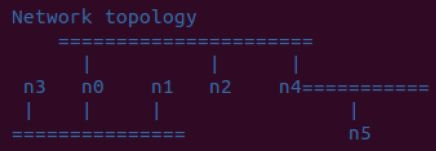 Network topology
======================
| | |
n3 n0 n1 n2 n4===========
| | | |
=============== n5